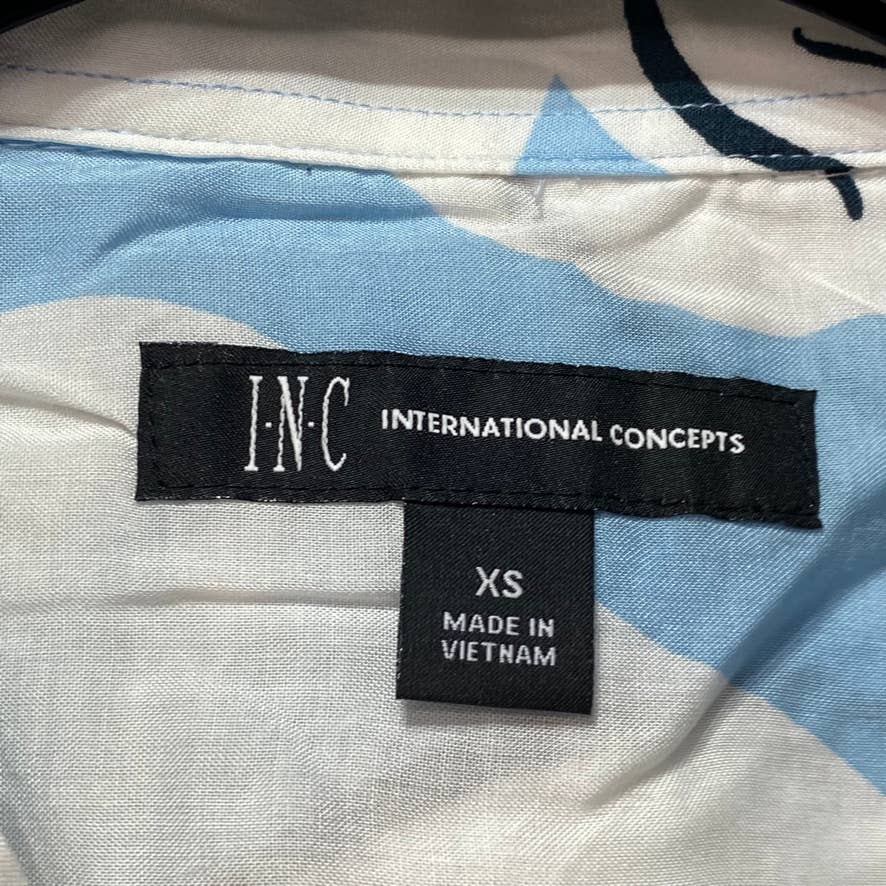 I·N·C INTERNATIONAL CONCEPTS
XS
MADE IN
VIETNAM